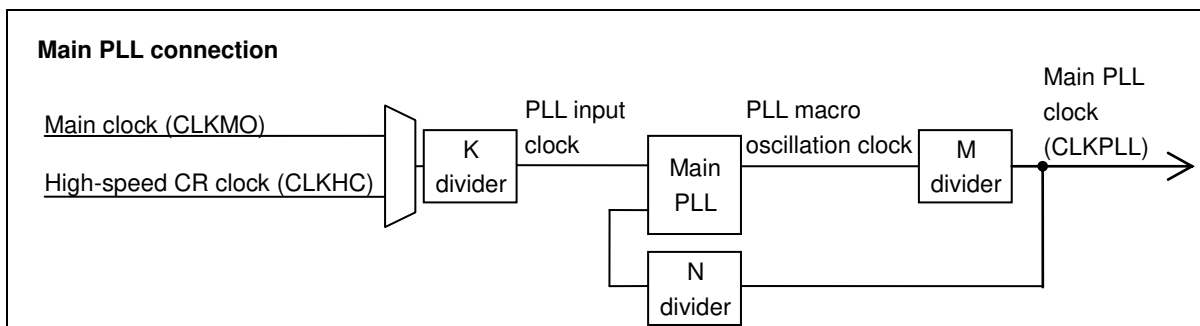 Main PLL connection
Main clock (CLKMO)
High-speed CR clock (CLKHC)
K
divider
PLL input
clock
Main
PLL
PLL macro
oscillation clock
M
divider
Main PLL
clock
(CLKPLL)
N
divider